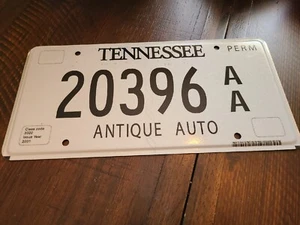 TENNESSEE
PERM
20396 A
A
ANTIQUE AUTO